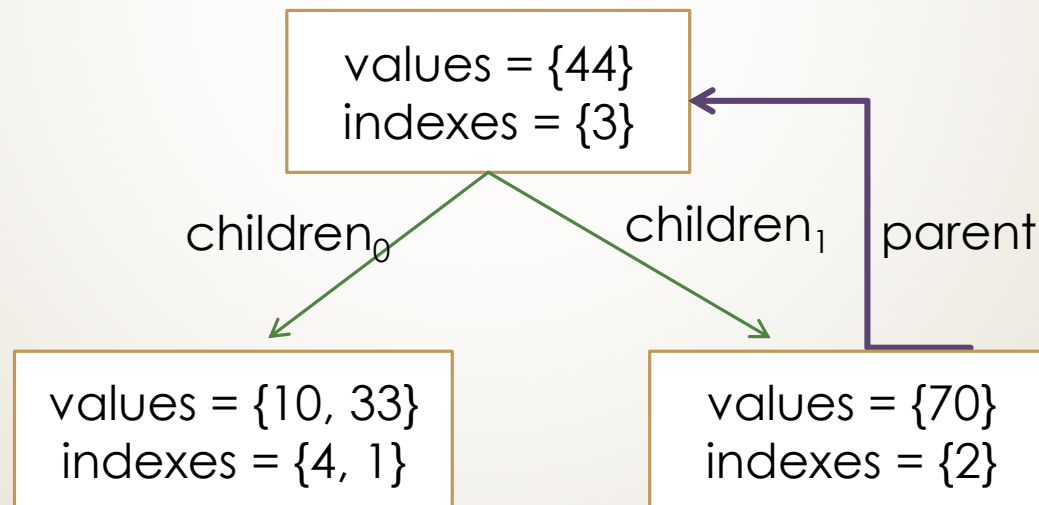 values = {44}
indexes = {3}
children₀
children₁
parent
values = {10, 33}
indexes = {4, 1}
values = {70}
indexes = {2}